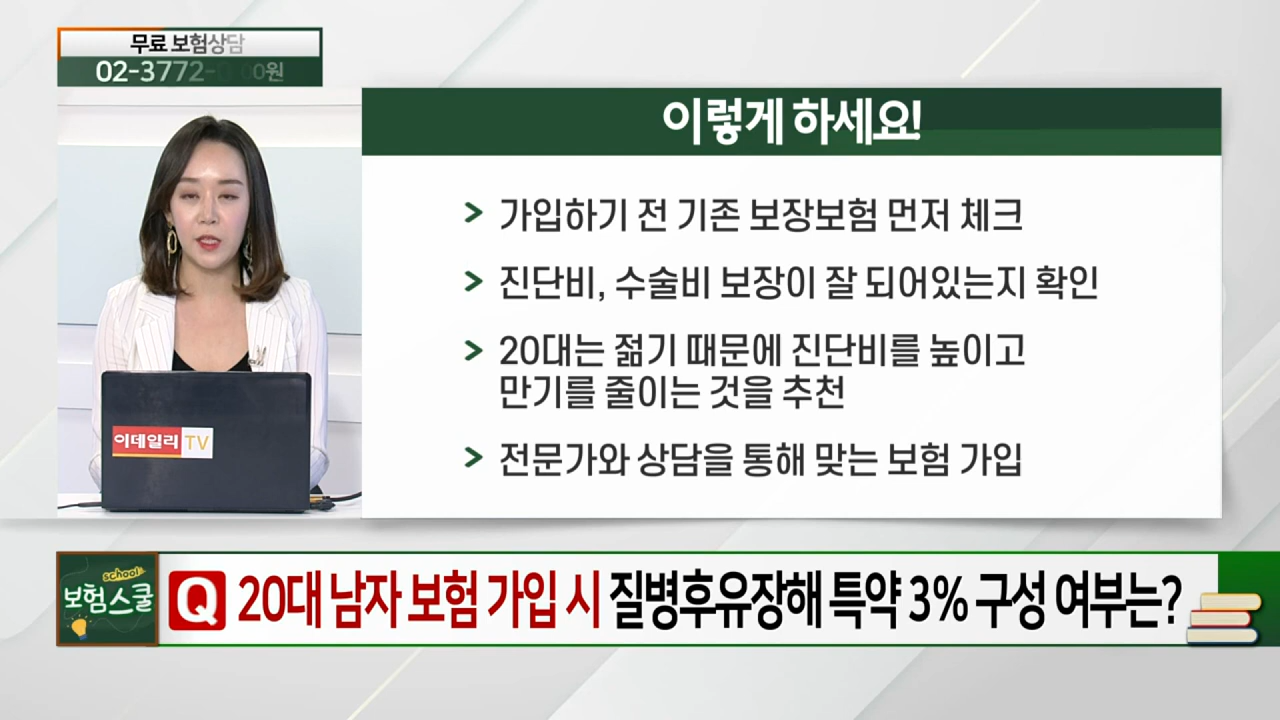 무료 보험상담
02-3772-
이렇게 하세요!
> 가입하기 전 기존 보장보험 먼저 체크
> 진단비, 수술비 보장이 잘 되어있는지 확인
> 20대는 젊기 때문에 진단비를 높이고
만기를 줄이는 것을 추천
> 전문가와 상담을 통해 맞는 보험 가입
이데일리 TV
school
보험스쿨
Q 20대 남자 보험 가입 시 질병후유장해 특약 3% 구성 여부는?